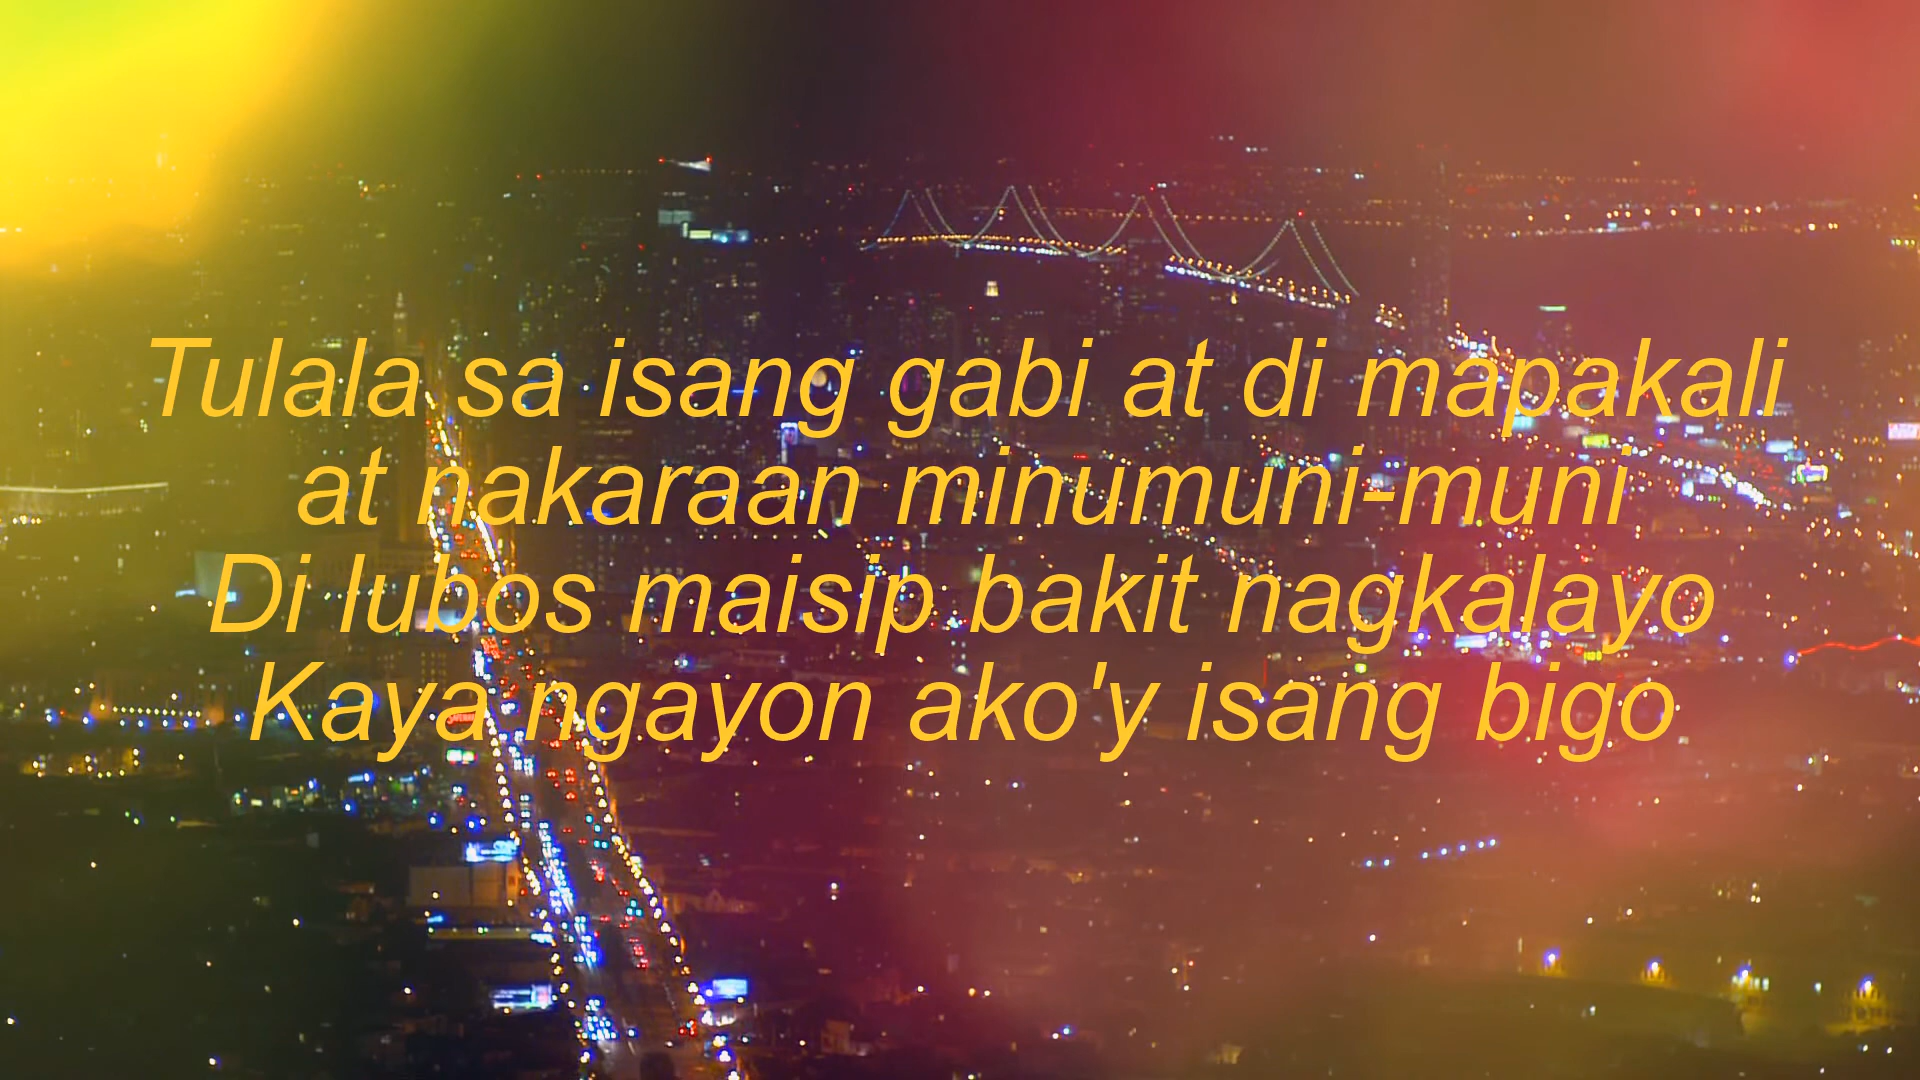 Tulala sa isang gabi at di mapakali
at nakaraan minumuni-muni
Di lubos maisip bakit nagkalayo
Kaya ngayon ako'y isang bigo